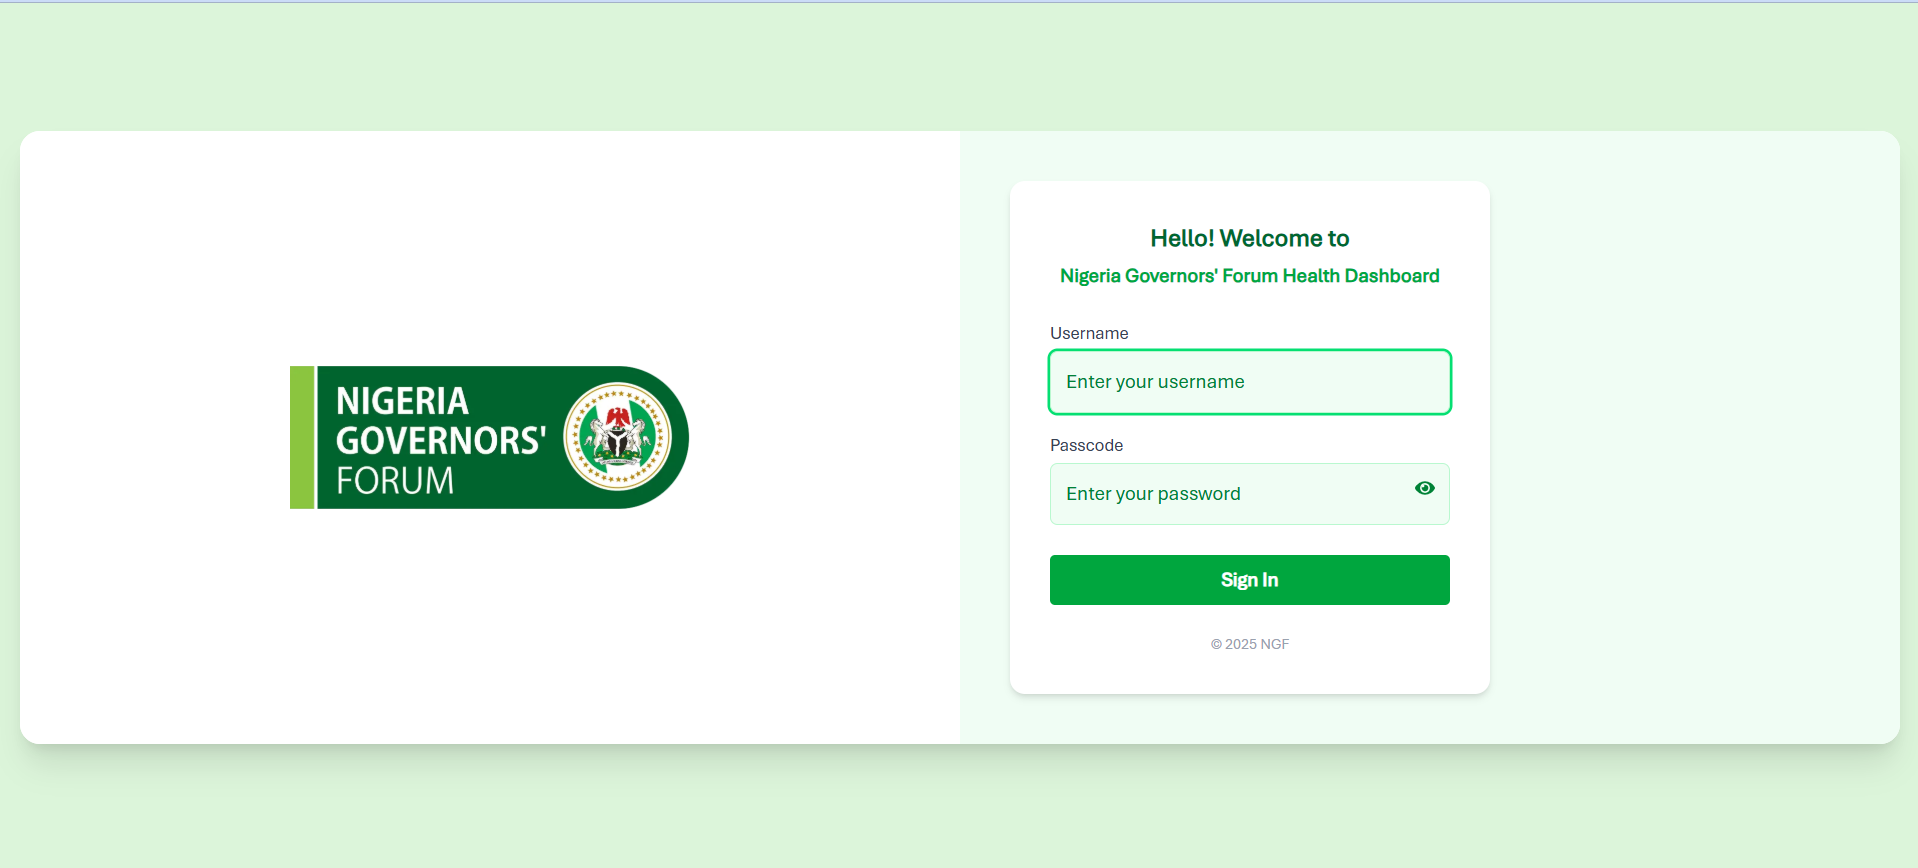 NIGERIA
GOVERNORS'
FORUM
Hello! Welcome to
Nigeria Governors' Forum Health Dashboard
Username
Enter your username
Passcode
Enter your password
Sign In
© 2025 NGF